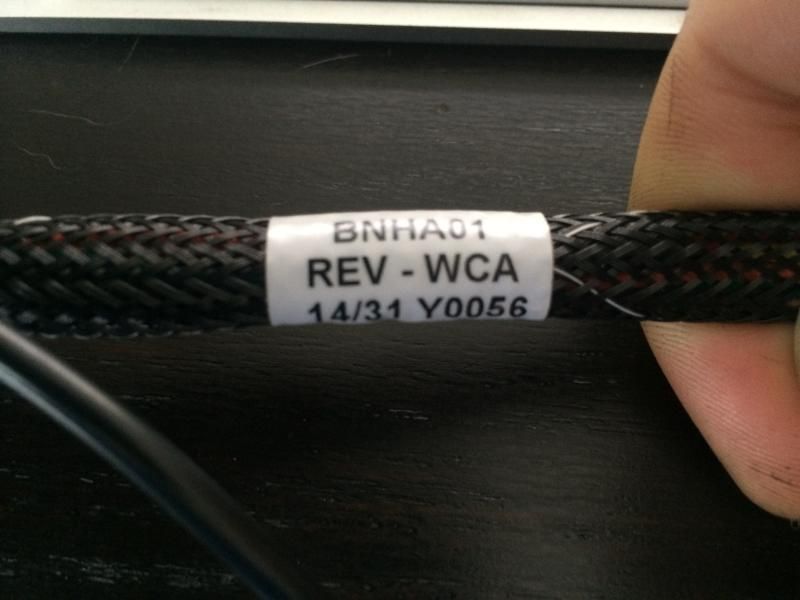 BNHA01
REV - WCA
14/31 Y0056